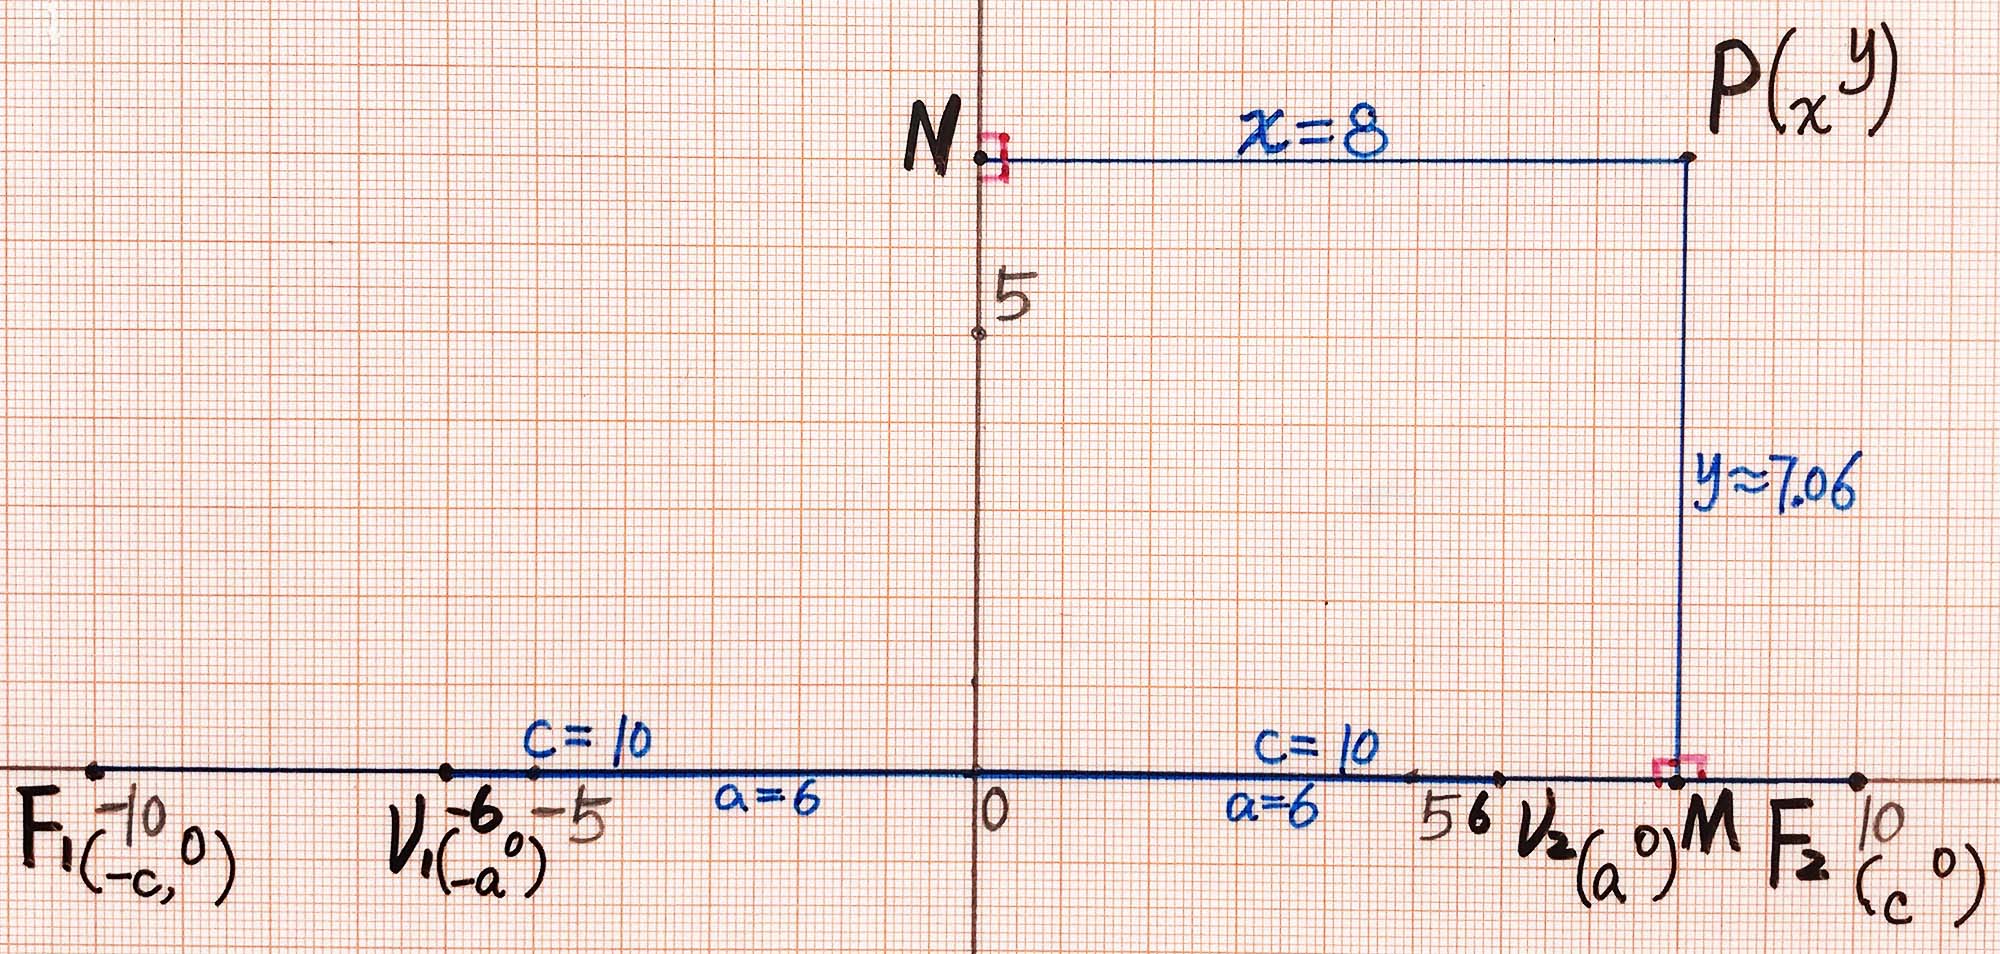 P(x y)
N
x=8
5
y≈7.06
c=10
c=10
a=6
a=6
-10
-6
-5
0
5
6
10
F₁(-c, 0)
V₁(-a 0)
V₂(a 0)
M
F₂(c 0)